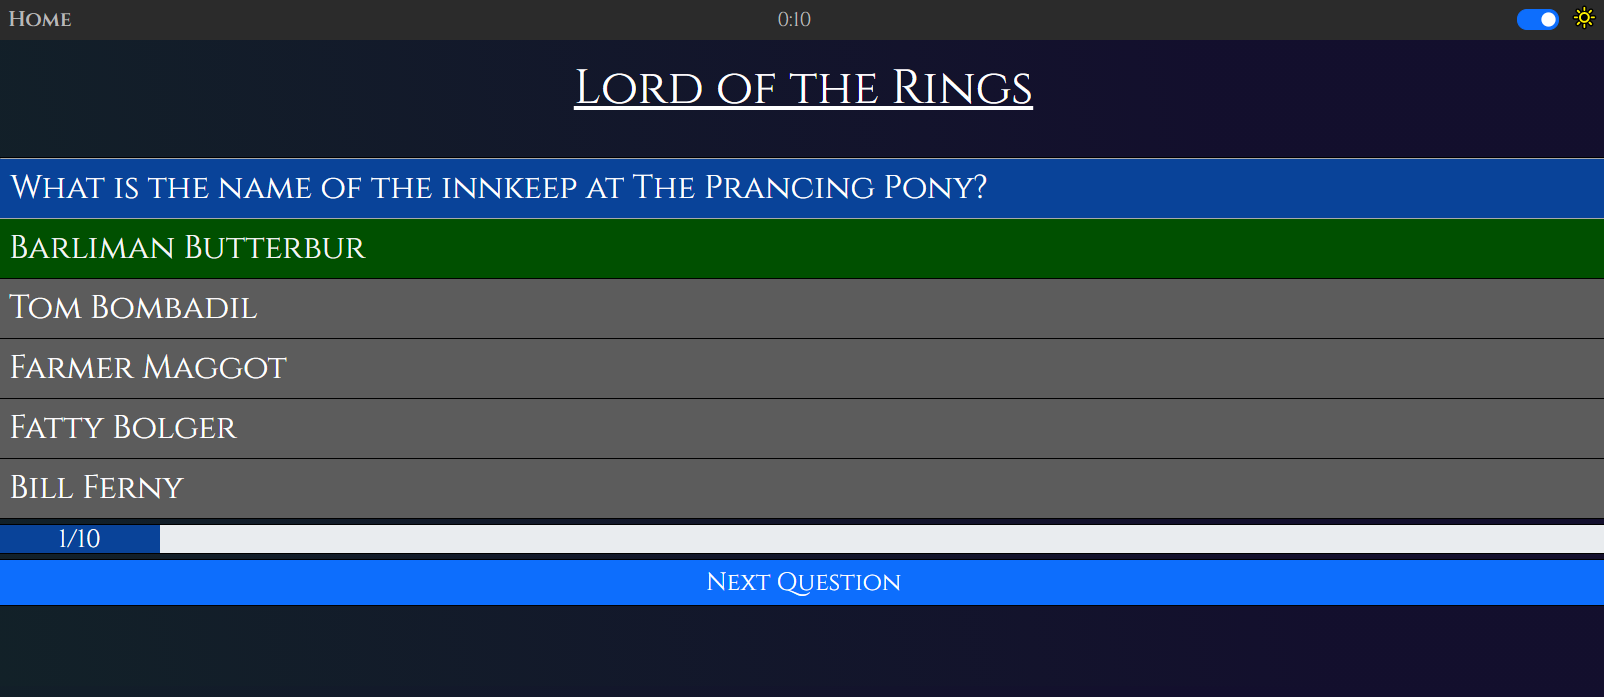 Home
0:10
Lord of the Rings
What is the name of the innkeep at The Prancing Pony?
Barliman Butterbur
Tom Bombadil
Farmer Maggot
Fatty Bolger
Bill Ferny
1/10
Next Question